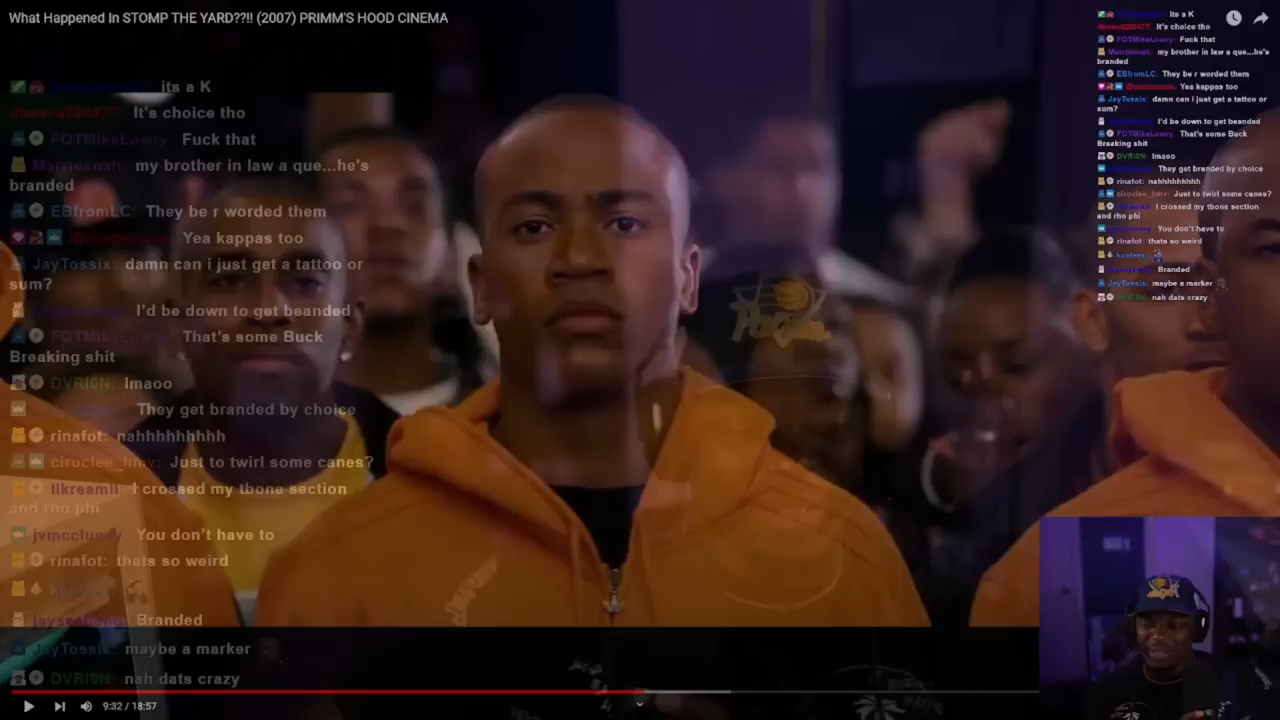 What Happened In STOMP THE YARD??!! (2007) PRIMM'S HOOD CINEMA
its a K
It's choice tho
FOTMikeLowry: Fuck that
my brother in law a que...he's
branded
EBfromLC: They be r worded them
Yea kappas too
JayTossix: damn can i just get a tattoo or
sum?
I'd be down to get beanded
FOTMikeLowry: That's some Buck
Breaking shit
DVRI0N: lmaoo
They get branded by choice
rinafot: nahhhhhhhhh
ciroclee_hmv: Just to twirl some canes?
I crossed my tbone section
and rho phi
You don't have to
rinafot: thats so weird
Branded
JayTossix: maybe a marker
DVRI0N: nah dats crazy
9:32 / 18:57
its a K
It's choice tho
FOTMikeLowry: Fuck that
my brother in law a que...he's
branded
EBfromLC: They be r worded them
Yea kappas too
JayTossix: damn can i just get a tattoo or
sum?
I'd be down to get beanded
FOTMikeLowry: That's some Buck
Breaking shit
DVRI0N: lmaoo
They get branded by choice
rinafot: nahhhhhhhhh
ciroclee_hmv: Just to twirl some canes?
I crossed my tbone section
and rho phi
You don't have to
rinafot: thats so weird
Branded
JayTossix: maybe a marker
DVRI0N: nah dats crazy